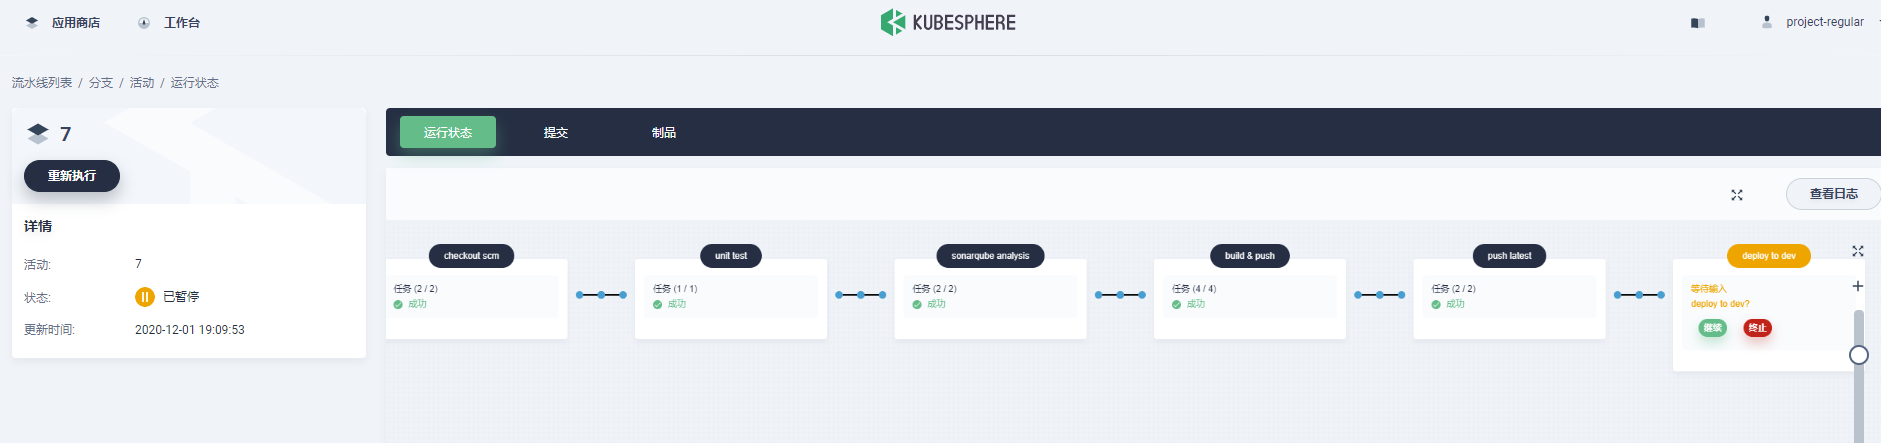 应用商店 工作台 KUBESPHERE project-regular
流水线列表 / 分支 / 活动 / 运行状态
7
重新执行
详情
活动: 7
状态: 已暂停
更新时间: 2020-12-01 19:09:53
运行状态 提交 制品
查看日志
checkout scm
任务 (2 / 2)
成功
unit test
任务 (1 / 1)
成功
sonarqube analysis
任务 (2 / 2)
成功
build & push
任务 (4 / 4)
成功
push latest
任务 (2 / 2)
成功
deploy to dev
等待输入
deploy to dev?
继续 终止